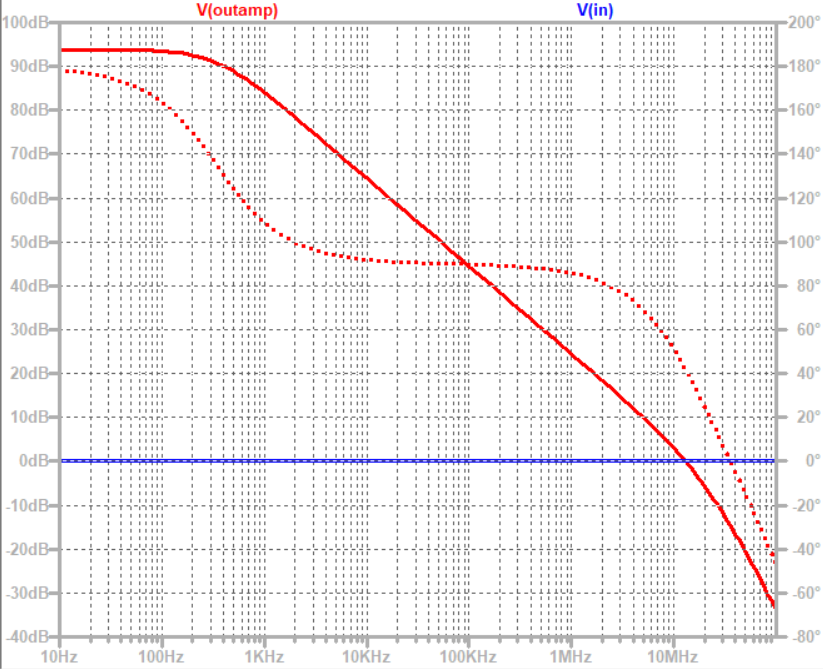 V(outamp) V(in)
100dB 200°
90dB 180°
80dB 160°
70dB 140°
60dB 120°
50dB 100°
40dB 80°
30dB 60°
20dB 40°
10dB 20°
0dB 0°
-10dB -20°
-20dB -40°
-30dB -60°
-40dB -80°
10Hz 100Hz 1KHz 10KHz 100KHz 1MHz 10MHz